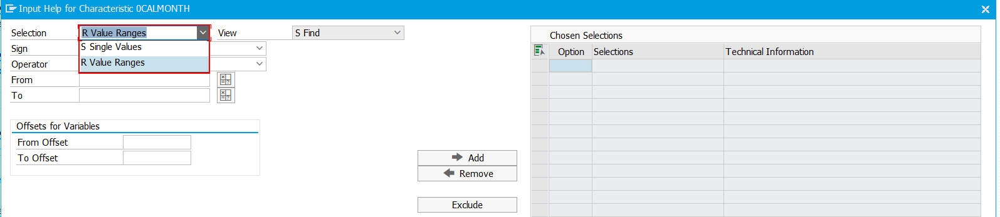 Input Help for Characteristic 0CALMONTH
Selection R Value Ranges View S Find
S Single Values
R Value Ranges
Sign
Operator
From
To
Offsets for Variables
From Offset
To Offset
Add
Remove
Exclude
Chosen Selections
Option Selections Technical Information